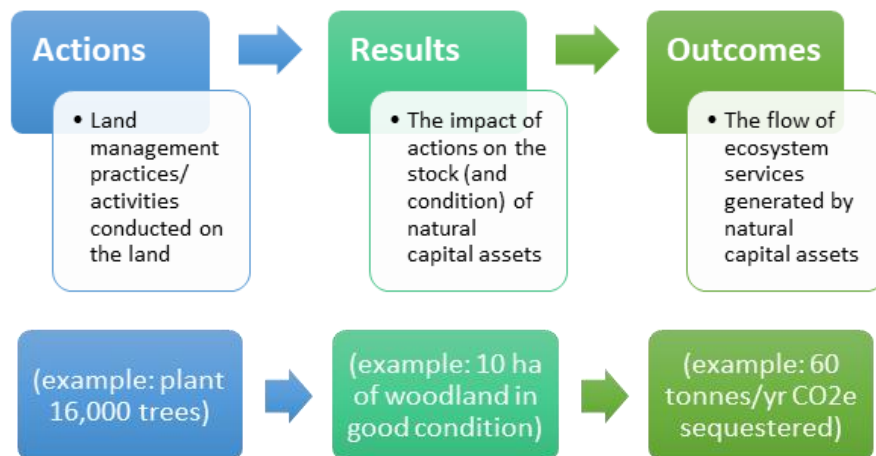 Actions
• Land
management
practices/
activities
conducted on
the land
Results
• The impact of
actions on the
stock (and
condition) of
natural
capital assets
Outcomes
• The flow of
ecosystem
services
generated by
natural
capital assets
(example: plant
16,000 trees)
(example: 10 ha
of woodland in
good condition)
(example: 60
tonnes/yr CO2e
sequestered)